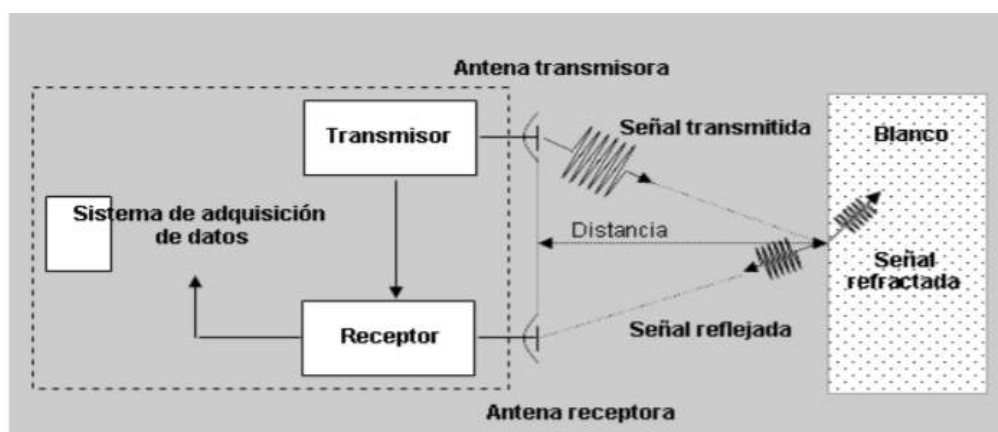 Antena transmisora
Transmisor
Señal transmitida
Blanco
Sistema de adquisición
de datos
Distancia
Señal
refractada
Receptor
Señal reflejada
Antena receptora